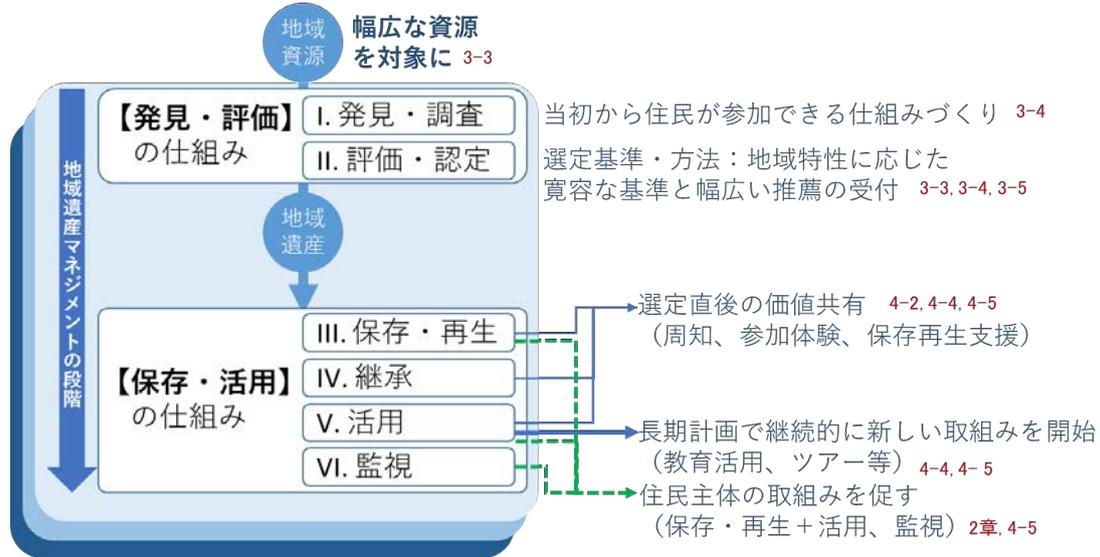 地域
資源
幅広な資源
を対象に 3-3
地域遺産マネジメントの段階
【発見・評価】
の仕組み
I. 発見・調査
II. 評価・認定
当初から住民が参加できる仕組みづくり 3-4
選定基準・方法：地域特性に応じた
寛容な基準と幅広い推薦の受付 3-3, 3-4, 3-5
地域
遺産
【保存・活用】
の仕組み
III. 保存・再生
IV. 継承
V. 活用
VI. 監視
選定直後の価値共有 4-2, 4-4, 4-5
（周知、参加体験、保存再生支援）
長期計画で継続的に新しい取組みを開始
（教育活用、ツアー等） 4-4, 4- 5
住民主体の取組みを促す
（保存・再生＋活用、監視） 2章, 4-5